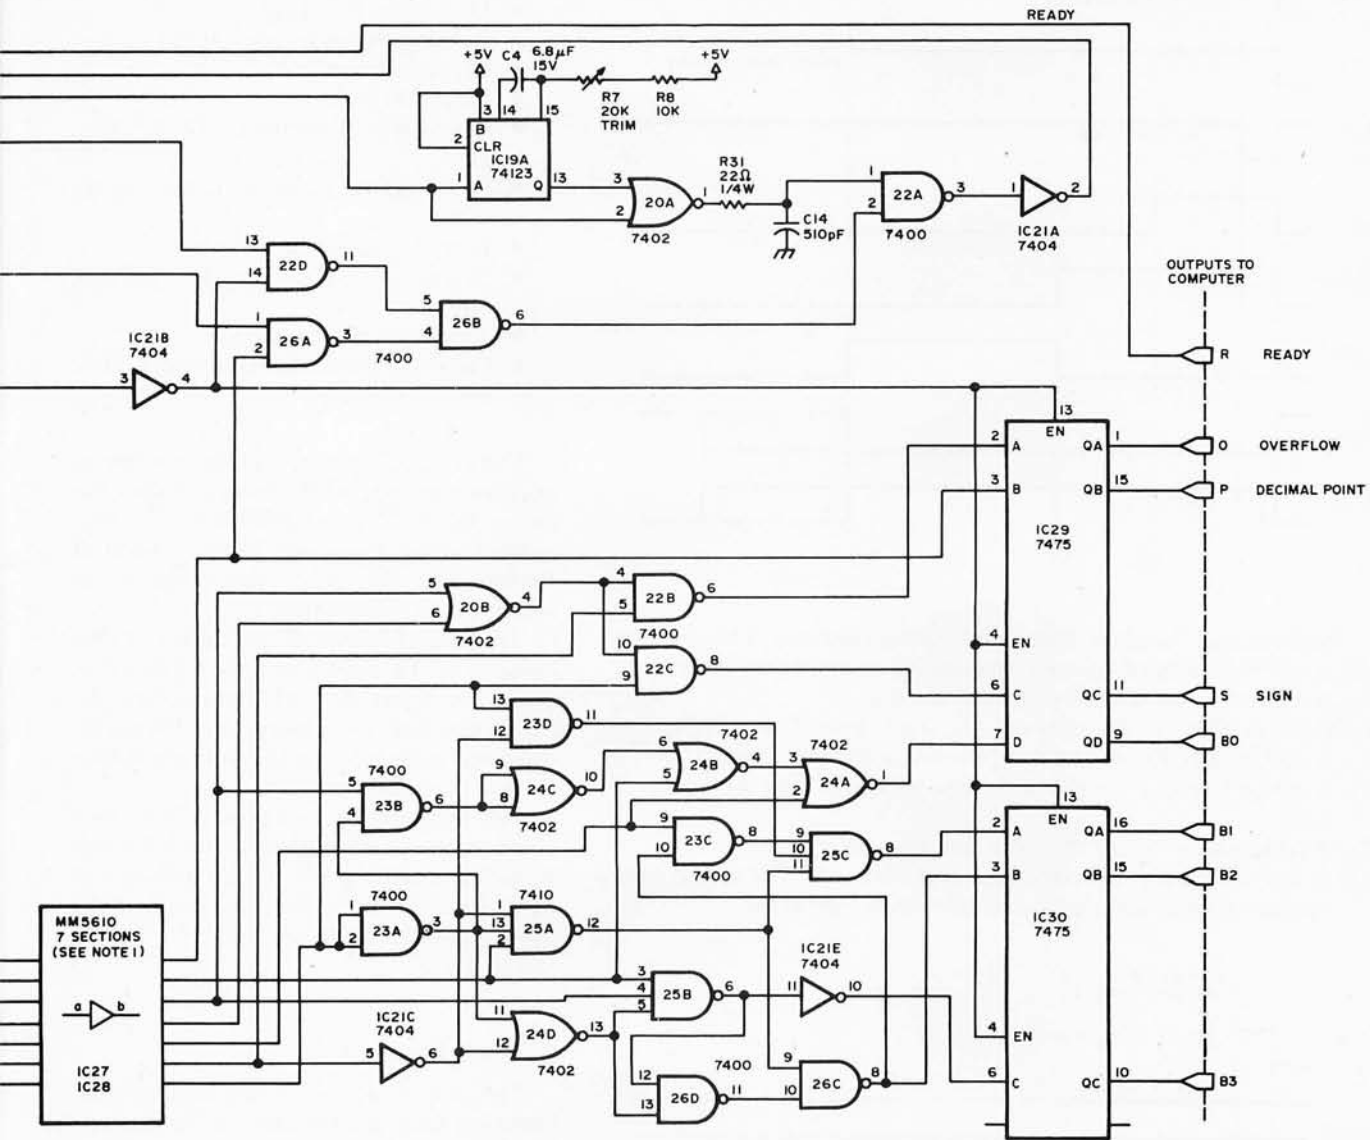 READY
+5V
C4
6.8µF
15V
+5V
3
14
15
R7
20K
TRIM
R8
10K
B
2
CLR
IC19A
74123
1
A
Q
13
3
2
20A
7402
1
R31
22Ω
1/4W
C14
510pF
1
2
22A
3
7400
1
2
IC21A
7404
13
14
22D
11
5
4
26B
6
1
2
26A
3
7400
IC21B
7404
3
4
OUTPUTS TO
COMPUTER
R READY
13
EN
2
A
QA
1
O OVERFLOW
3
B
QB
15
P DECIMAL POINT
IC29
7475
4
EN
6
C
QC
11
S SIGN
7
D
QD
9
B0
5
6
20B
4
7402
4
5
22B
6
7400
10
9
22C
8
13
12
23D
11
7400
5
4
23B
6
9
8
24C
10
7402
6
5
24B
4
7402
7402
3
2
24A
1
9
10
23C
8
7400
9
10
11
25C
8
13
EN
2
A
QA
16
B1
3
B
QB
15
B2
IC30
7475
4
EN
6
C
QC
10
B3
MM5610
7 SECTIONS
(SEE NOTE 1)
a
b
IC27
IC28
7400
1
2
23A
3
7410
1
13
2
25A
12
3
4
5
25B
6
IC21E
7404
11
10
IC21C
7404
5
6
11
12
24D
13
7402
7400
12
13
26D
11
9
10
26C
8